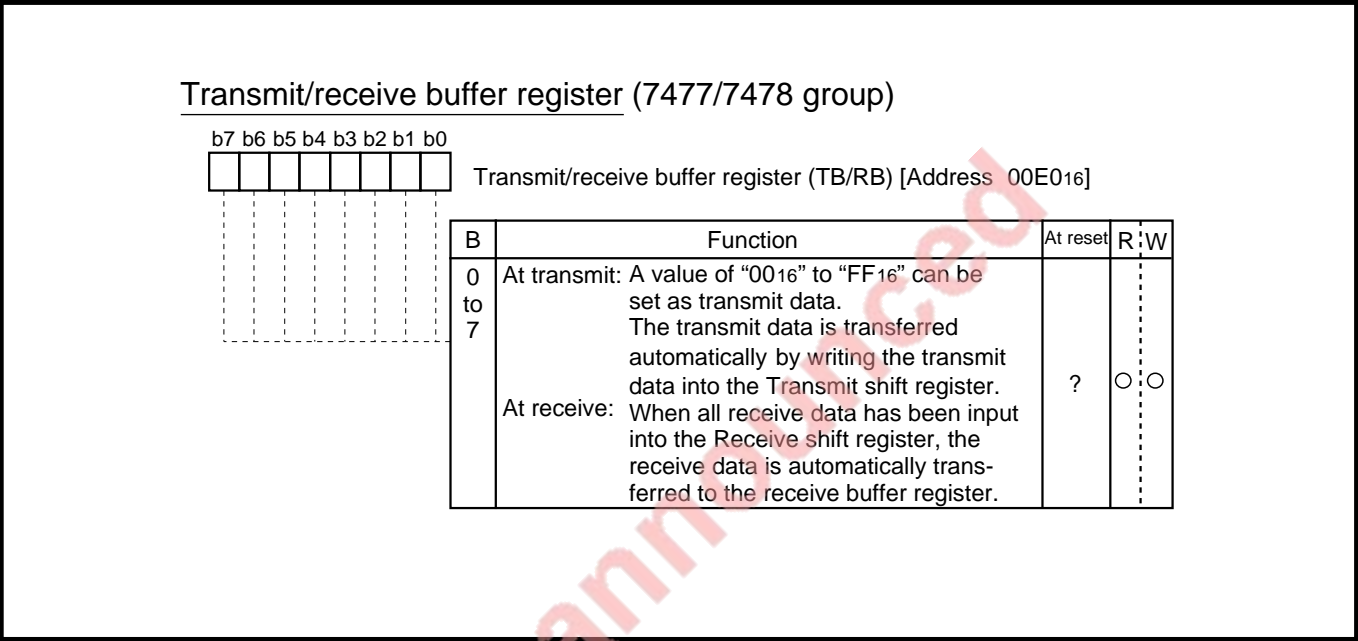 Transmit/receive buffer register (7477/7478 group)
b7 b6 b5 b4 b3 b2 b1 b0
Transmit/receive buffer register (TB/RB) [Address 00E016]
B Function At reset R W
0 to 7
At transmit: A value of “0016” to “FF16” can be
set as transmit data.
The transmit data is transferred
automatically by writing the transmit
data into the Transmit shift register.
At receive: When all receive data has been input
into the Receive shift register, the
receive data is automatically trans-
ferred to the receive buffer register.
? ○ ○
announced